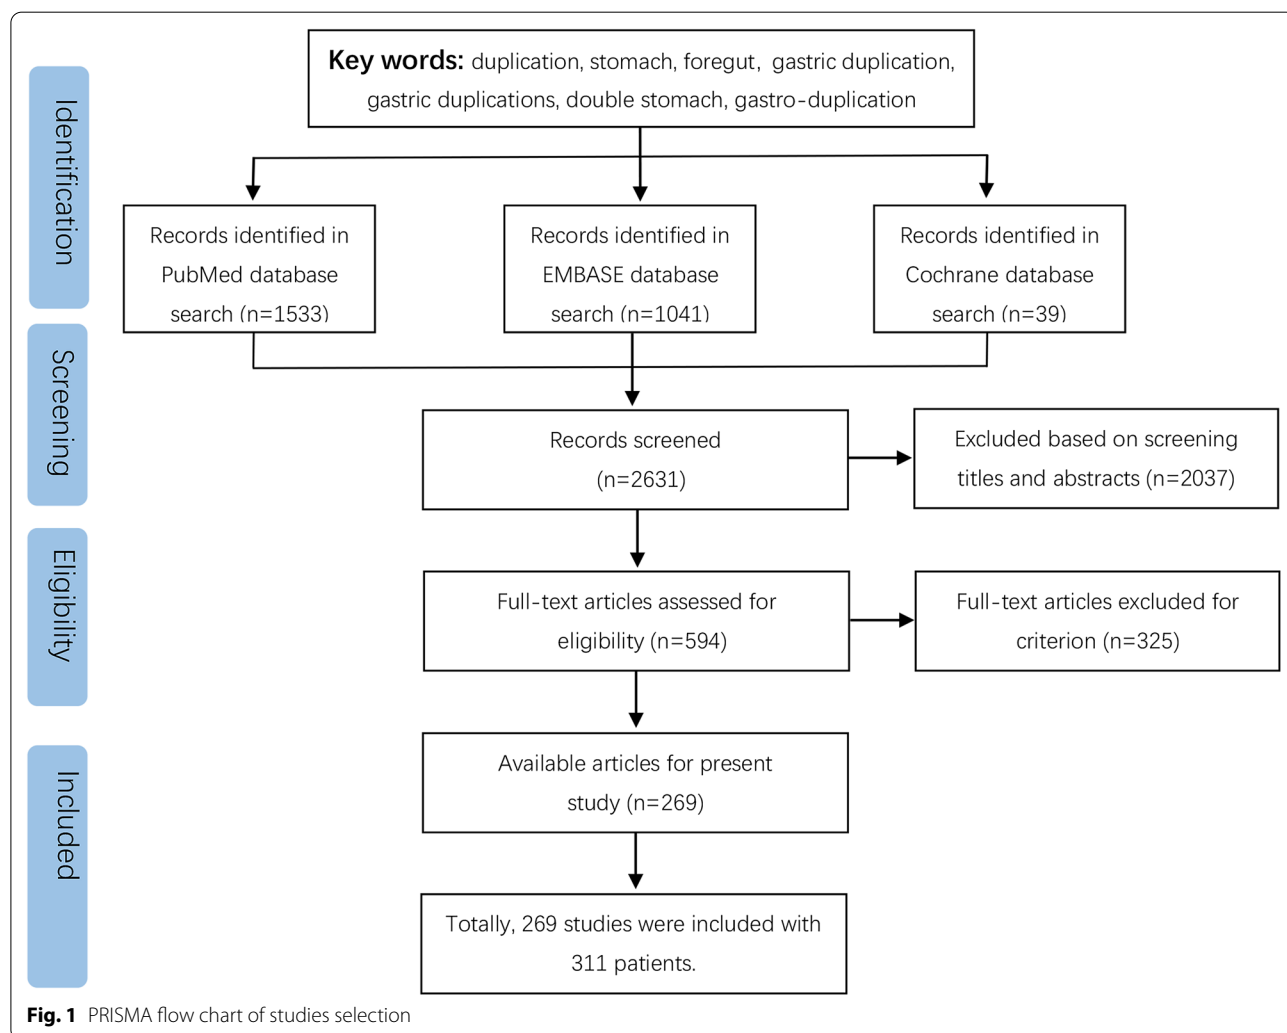 Identification
Key words: duplication, stomach, foregut, gastric duplication,
gastric duplications, double stomach, gastro-duplication
Records identified in
PubMed database
search (n=1533)
Records identified in
EMBASE database
search (n=1041)
Records identified in
Cochrane database
search (n=39)
Screening
Records screened
(n=2631)
Excluded based on screening
titles and abstracts (n=2037)
Eligibility
Full-text articles assessed for
eligibility (n=594)
Full-text articles excluded for
criterion (n=325)
Included
Available articles for present
study (n=269)
Totally, 269 studies were included with
311 patients.
Fig. 1 PRISMA flow chart of studies selection